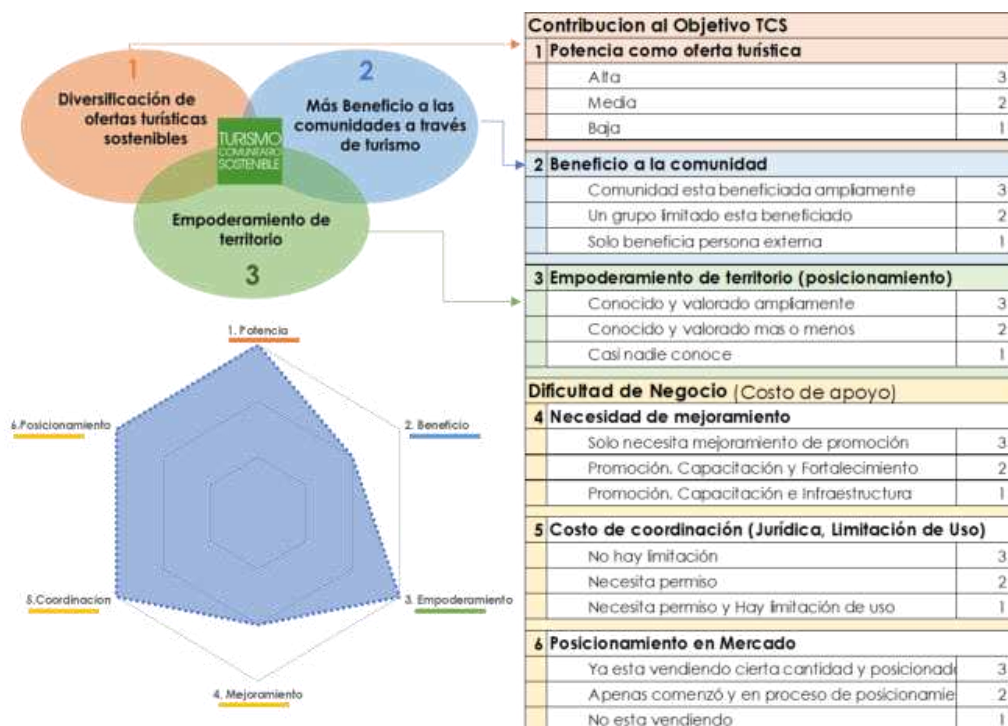 1
Diversificación de
ofertas turísticas
sostenibles
2
Más Beneficio a las
comunidades a través
de turismo
TURISMO
COMUNITARIO
SOSTENIBLE
Empoderamiento de
territorio
3
1. Potencia
2. Beneficio
3. Empoderamiento
4. Mejoramiento
5.Coordinacion
6.Posicionamiento
Contribucion al Objetivo TCS
1 Potencia como oferta turística
Alta 3
Media 2
Baja 1
2 Beneficio a la comunidad
Comunidad esta beneficiada ampliamente 3
Un grupo limitado esta beneficiado 2
Solo beneficia persona externa 1
3 Empoderamiento de territorio (posicionamiento)
Conocido y valorado ampliamente 3
Conocido y valorado mas o menos 2
Casi nadie conoce 1
Dificultad de Negocio (Costo de apoyo)
4 Necesidad de mejoramiento
Solo necesita mejoramiento de promoción 3
Promoción. Capacitación y Fortalecimiento 2
Promoción. Capacitación e Infraestructura 1
5 Costo de coordinación (Jurídica, Limitación de Uso)
No hay limitación 3
Necesita permiso 2
Necesita permiso y Hay limitación de uso 1
6 Posicionamiento en Mercado
Ya esta vendiendo cierta cantidad y posicionad 3
Apenas comenzó y en proceso de posicionamie 2
No esta vendiendo 1